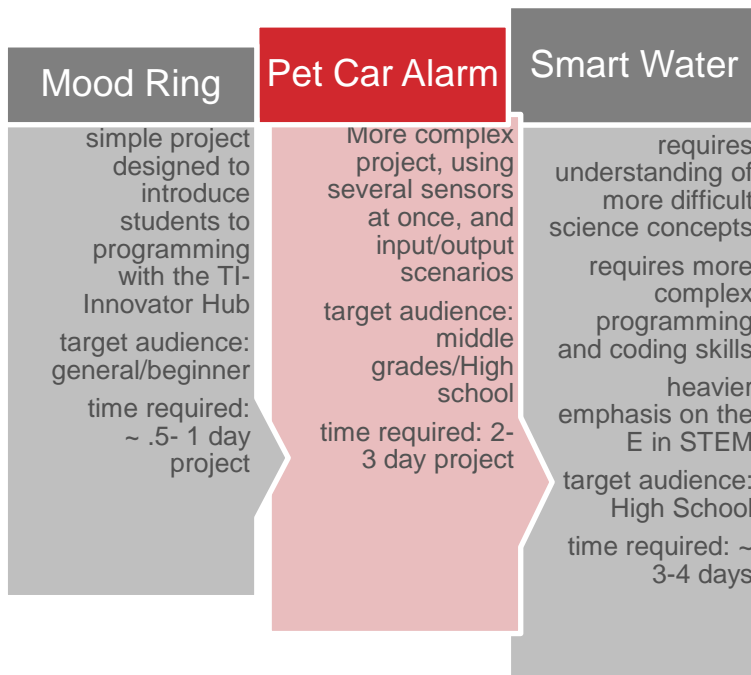 Mood Ring
simple project
designed to
introduce
students to
programming
with the TI-
Innovator Hub
target audience:
general/beginner
time required:
~ .5- 1 day
project
Pet Car Alarm
More complex
project, using
several sensors
at once, and
input/output
scenarios
target audience:
middle
grades/High
school
time required: 2-
3 day project
Smart Water
requires
understanding of
more difficult
science concepts
requires more
complex
programming
and coding skills
heavier
emphasis on the
E in STEM
target audience:
High School
time required: ~
3-4 days